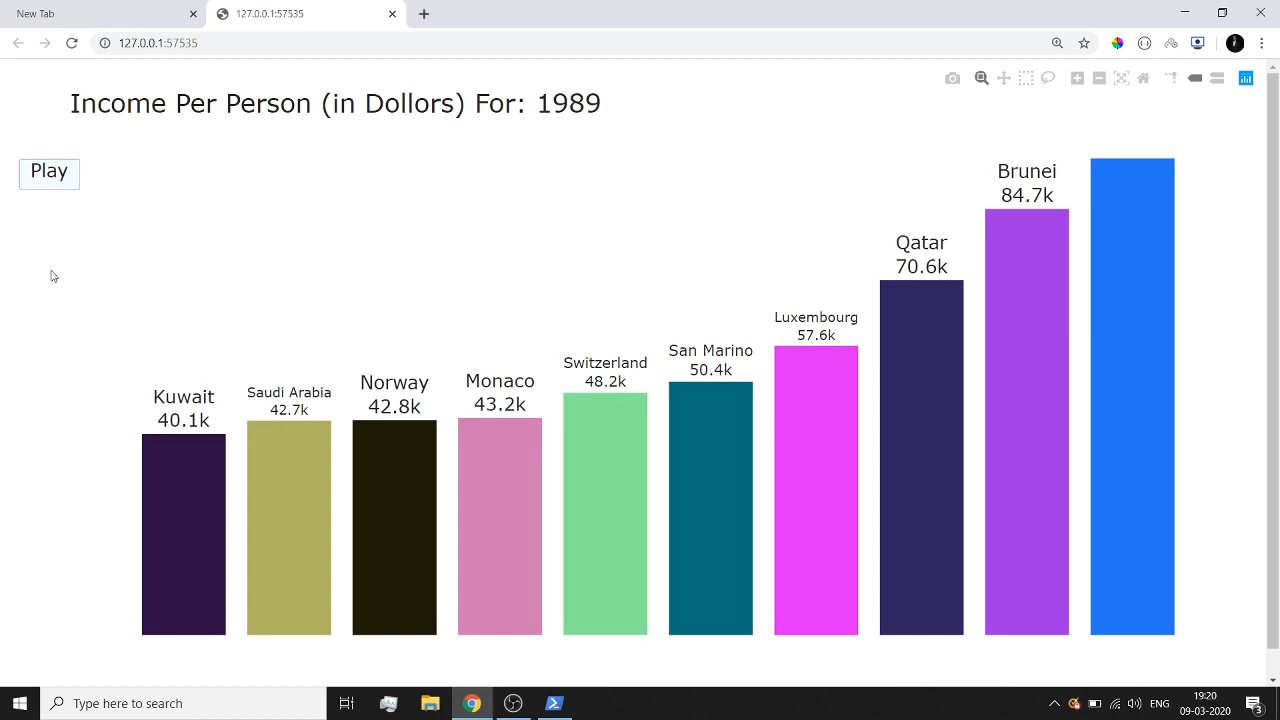 New Tab
127.0.0.1:57535
127.0.0.1:57535
Income Per Person (in Dollors) For: 1989
Play
Brunei
84.7k
Qatar
70.6k
Luxembourg
57.6k
San Marino
50.4k
Switzerland
48.2k
Monaco
43.2k
Norway
42.8k
Saudi Arabia
42.7k
Kuwait
40.1k
Type here to search
ENG
19:20
09-03-2020
3